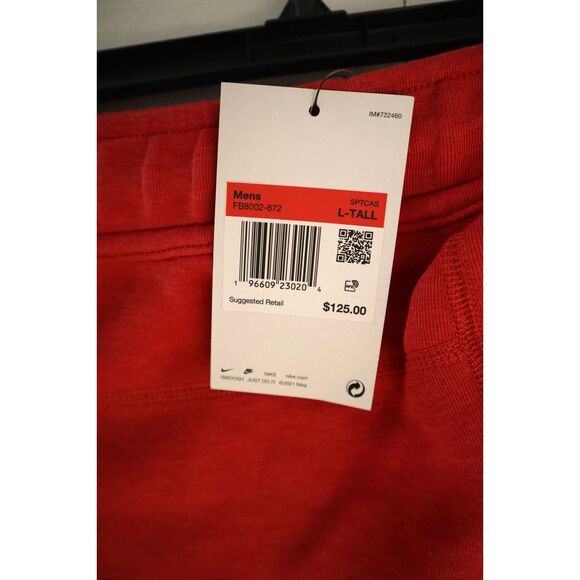 IM#722460
Mens SPTCAS
FB8002-672 L-TALL
1 96609 23020 4
RFID
Suggested Retail $125.00
NIKE nike.com
SWOOSH JUST DO IT ©2021 Nike